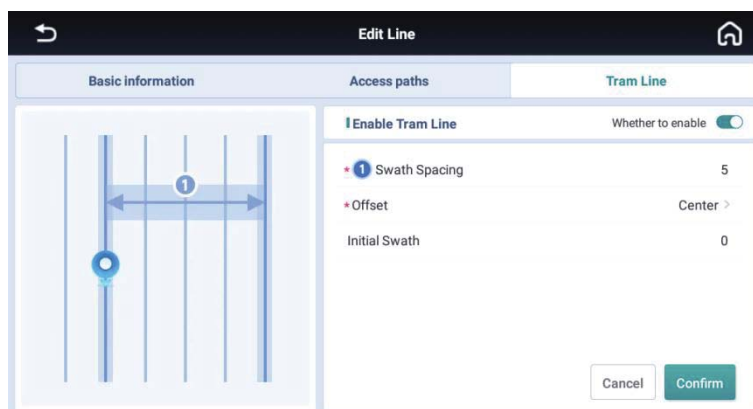 Edit Line
Basic information Access paths Tram Line
Enable Tram Line Whether to enable
1
* 1 Swath Spacing 5
* Offset Center >
Initial Swath 0
Cancel Confirm